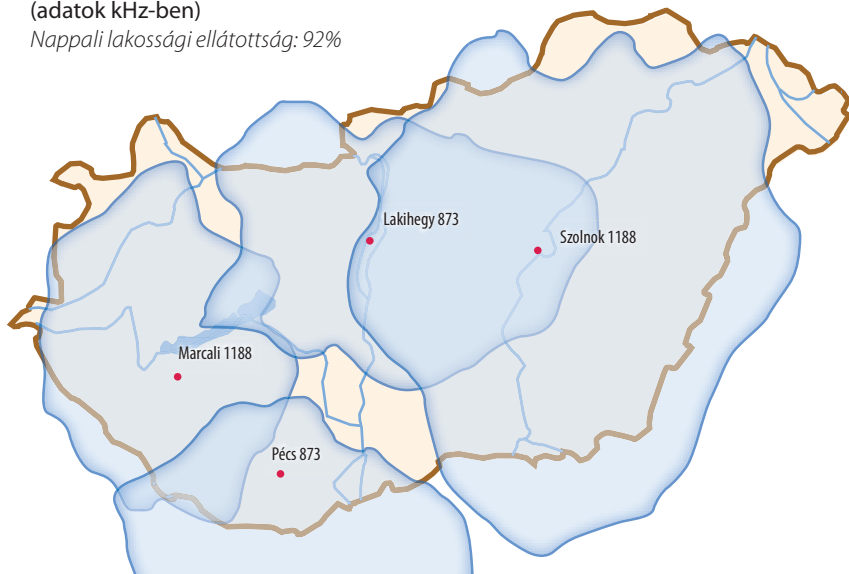 (adatok kHz-ben)
Nappali lakossági ellátottság: 92%
Lakihegy 873
Szolnok 1188
Marcali 1188
Pécs 873